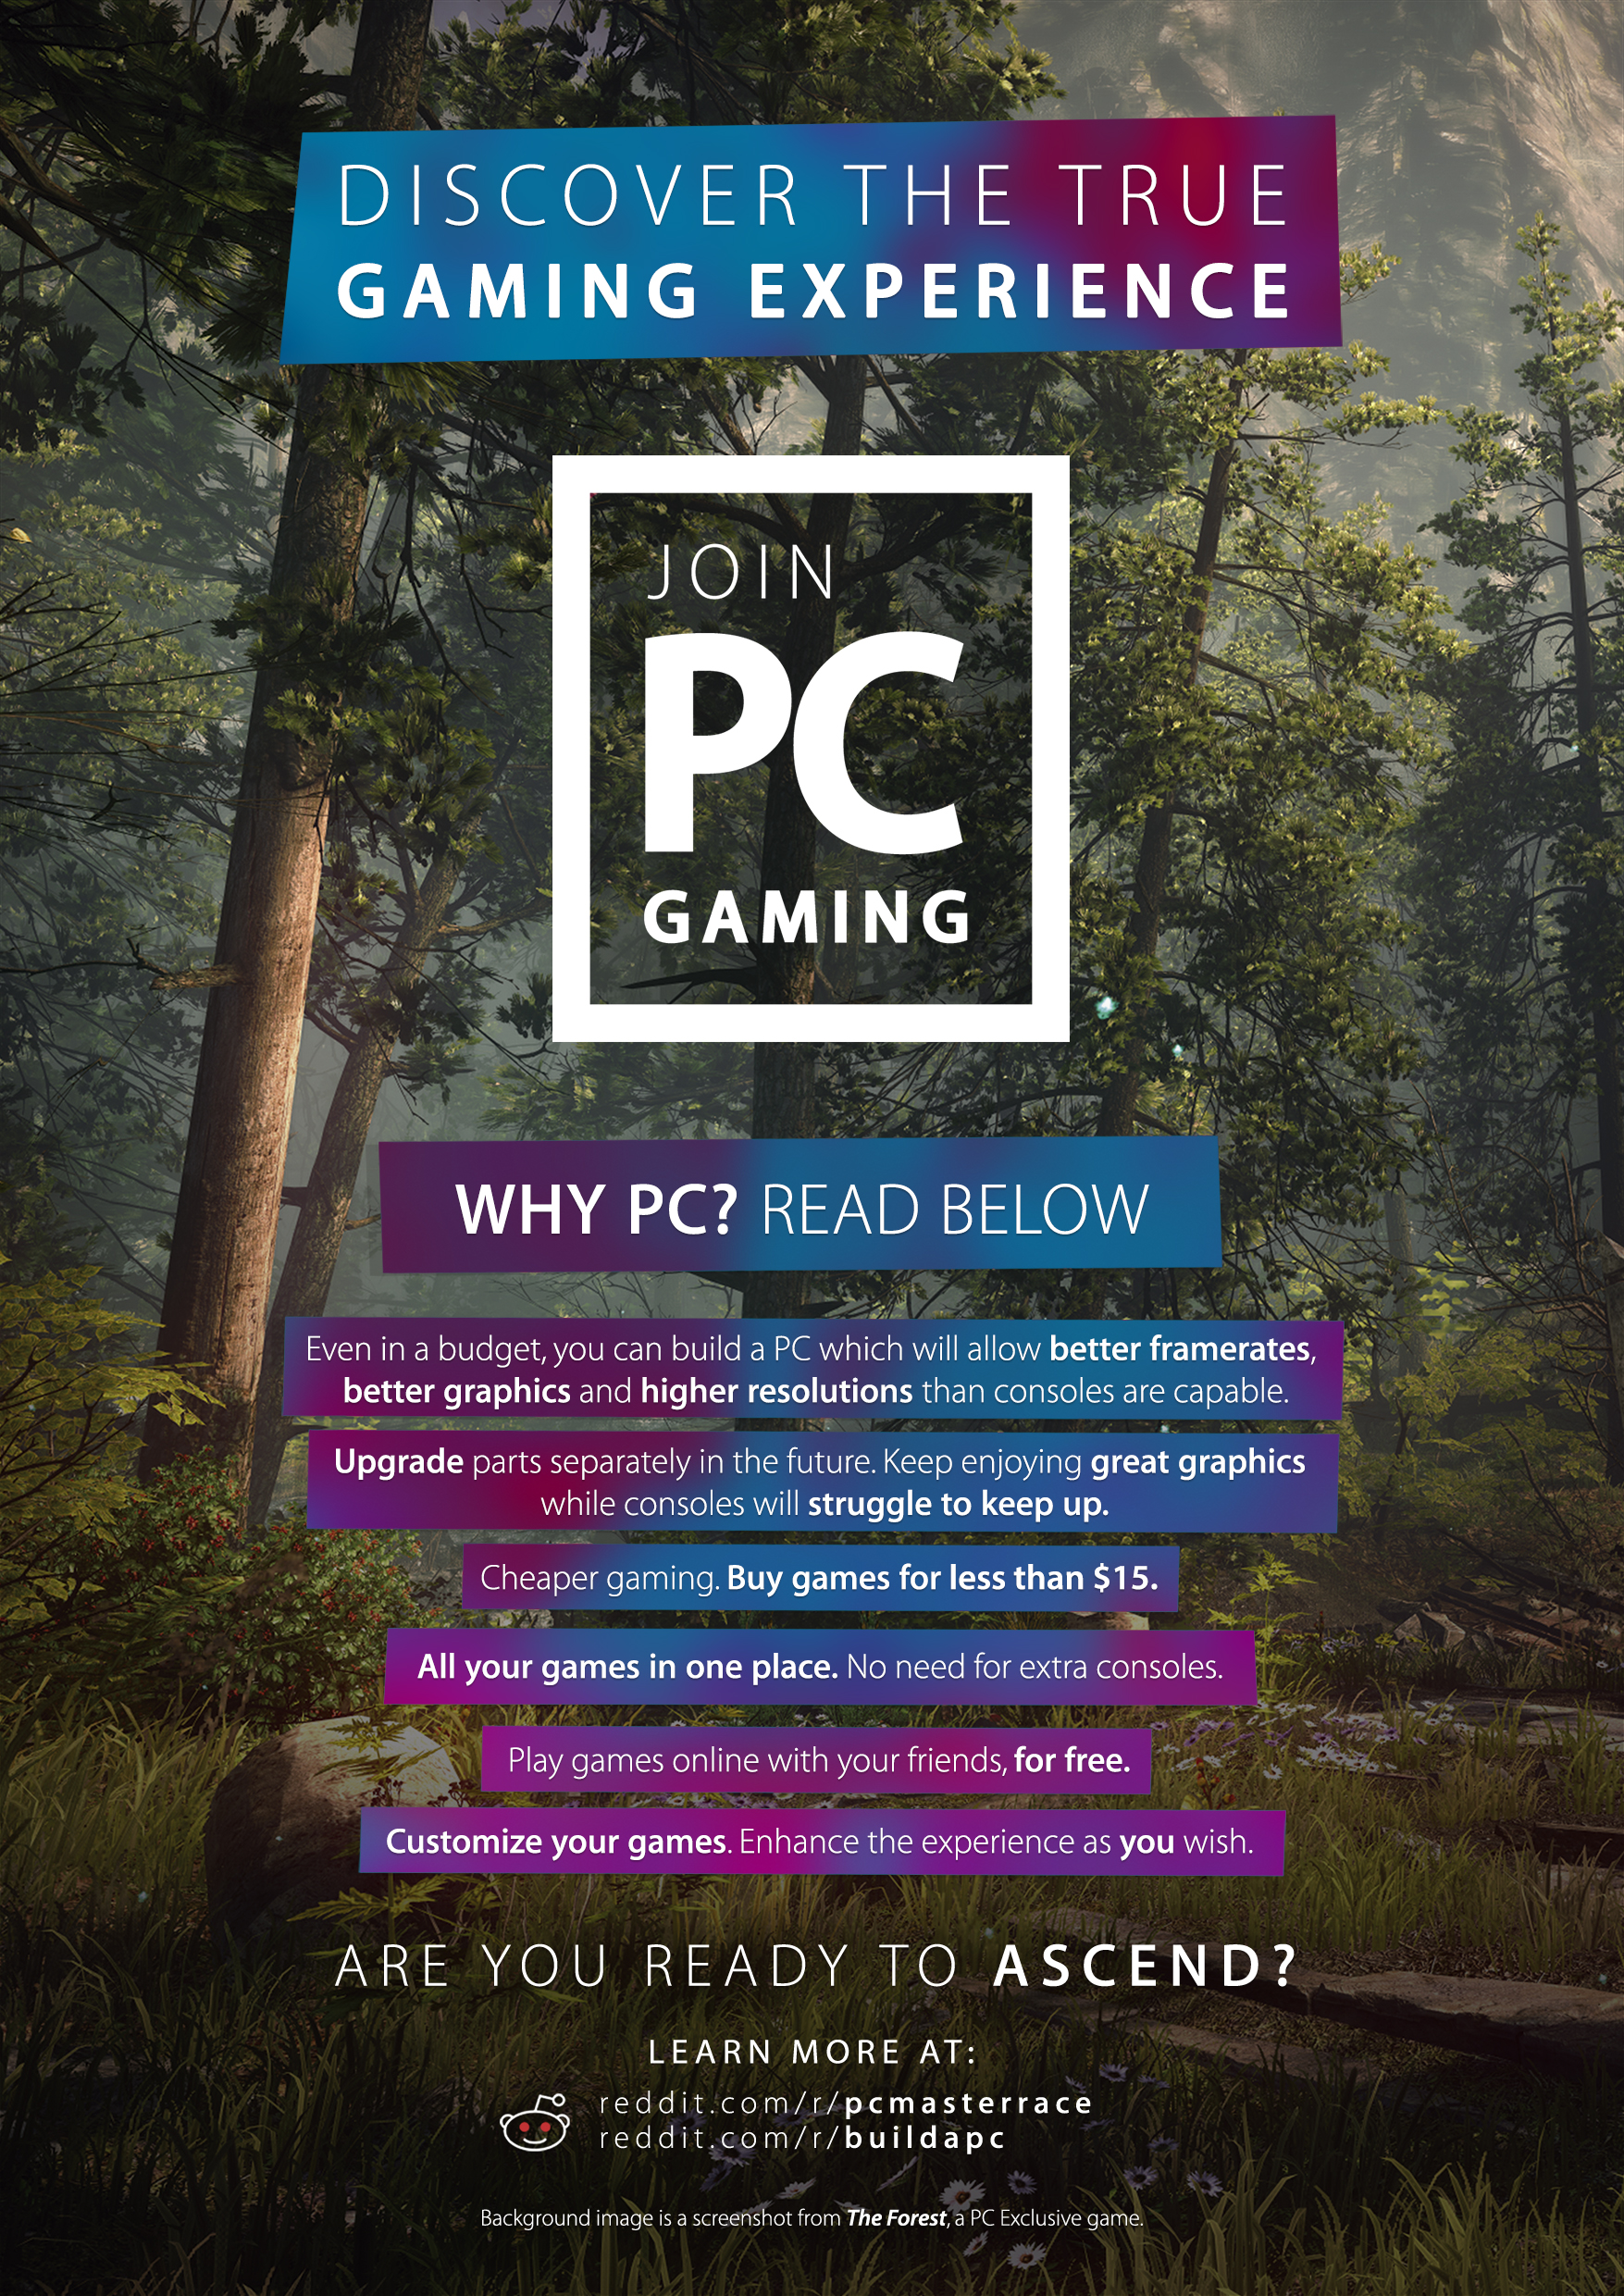 DISCOVER THE TRUE
GAMING EXPERIENCE
JOIN
PC
GAMING
WHY PC? READ BELOW
Even in a budget, you can build a PC which will allow better framerates,
better graphics and higher resolutions than consoles are capable.
Upgrade parts separately in the future. Keep enjoying great graphics
while consoles will struggle to keep up.
Cheaper gaming. Buy games for less than $15.
All your games in one place. No need for extra consoles.
Play games online with your friends, for free.
Customize your games. Enhance the experience as you wish.
ARE YOU READY TO ASCEND?
LEARN MORE AT:
reddit.com/r/pcmasterrace
reddit.com/r/buildapc
Background image is a screenshot from The Forest, a PC Exclusive game.